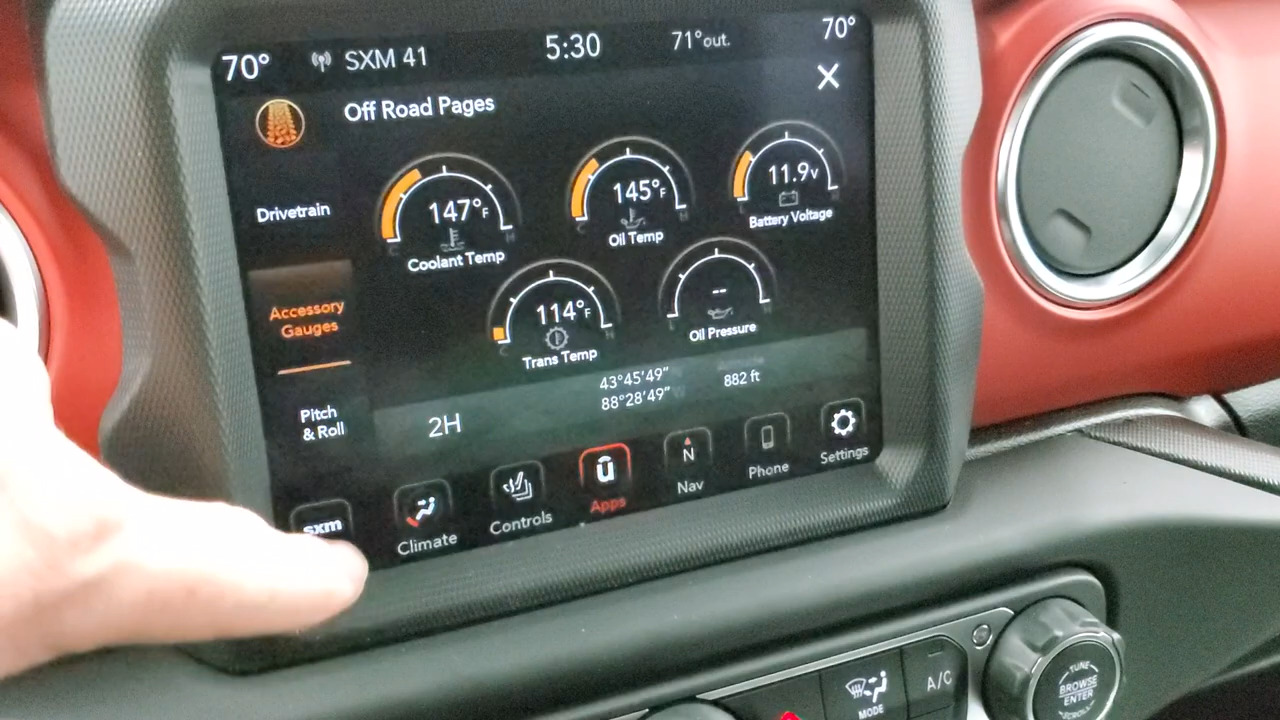 70° SXM 41 5:30 71°out. 70°
Off Road Pages
Drivetrain
Accessory
Gauges
Pitch
& Roll
147°F
C H
Coolant Temp
145°F
C H
Oil Temp
11.9v
Battery Voltage
114°F
C H
Trans Temp
--
L H
Oil Pressure
2H
43°45'49"
88°28'49"
882 ft
sxm
Climate
Controls
ū
Apps
N
Nav
Phone
Settings
MODE
A/C
TUNE
BROWSE
ENTER
SCROLL